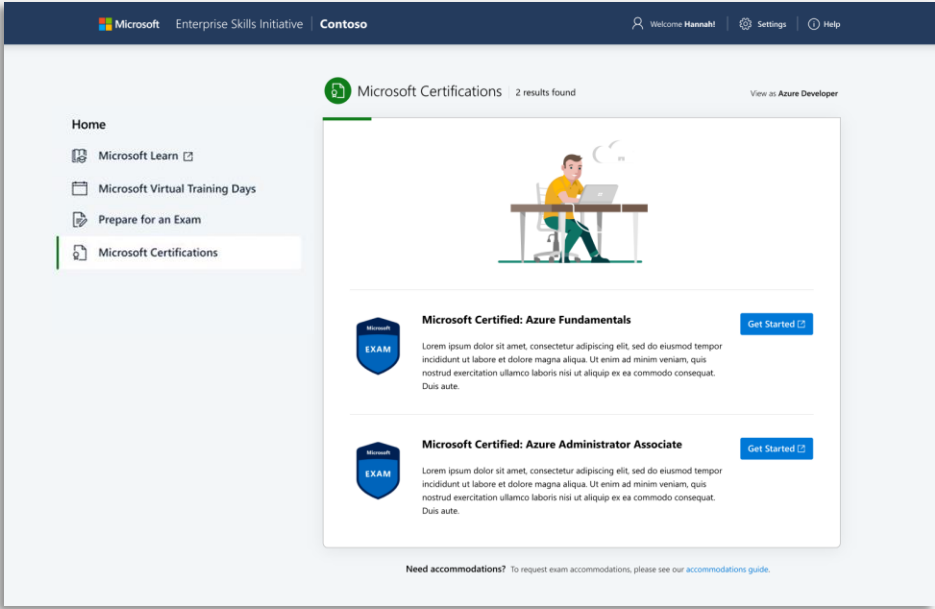 Microsoft Enterprise Skills Initiative Contoso
Welcome Hannah! Settings Help
Microsoft Certifications 2 results found
View as Azure Developer
Home
Microsoft Learn
Microsoft Virtual Training Days
Prepare for an Exam
Microsoft Certifications
Microsoft
EXAM
Microsoft Certified: Azure Fundamentals
Lorem ipsum dolor sit amet, consectetur adipiscing elit, sed do eiusmod tempor
incididunt ut labore et dolore magna aliqua. Ut enim ad minim veniam, quis
nostrud exercitation ullamco laboris nisi ut aliquip ex ea commodo consequat.
Duis aute.
Get Started
Microsoft
EXAM
Microsoft Certified: Azure Administrator Associate
Lorem ipsum dolor sit amet, consectetur adipiscing elit, sed do eiusmod tempor
incididunt ut labore et dolore magna aliqua. Ut enim ad minim veniam, quis
nostrud exercitation ullamco laboris nisi ut aliquip ex ea commodo consequat.
Duis aute.
Get Started
Need accommodations? To request exam accommodations, please see our accommodations guide.